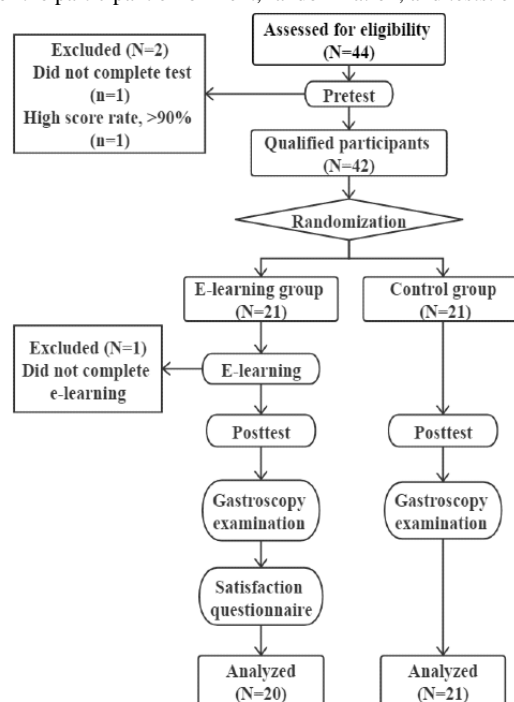 Assessed for eligibility
(N=44)
Excluded (N=2)
Did not complete test
(n=1)
High score rate, >90%
(n=1)
Pretest
Qualified participants
(N=42)
Randomization
E-learning group
(N=21)
Control group
(N=21)
Excluded (N=1)
Did not complete
e-learning
E-learning
Posttest
Posttest
Gastroscopy
examination
Gastroscopy
examination
Satisfaction
questionnaire
Analyzed
(N=20)
Analyzed
(N=21)